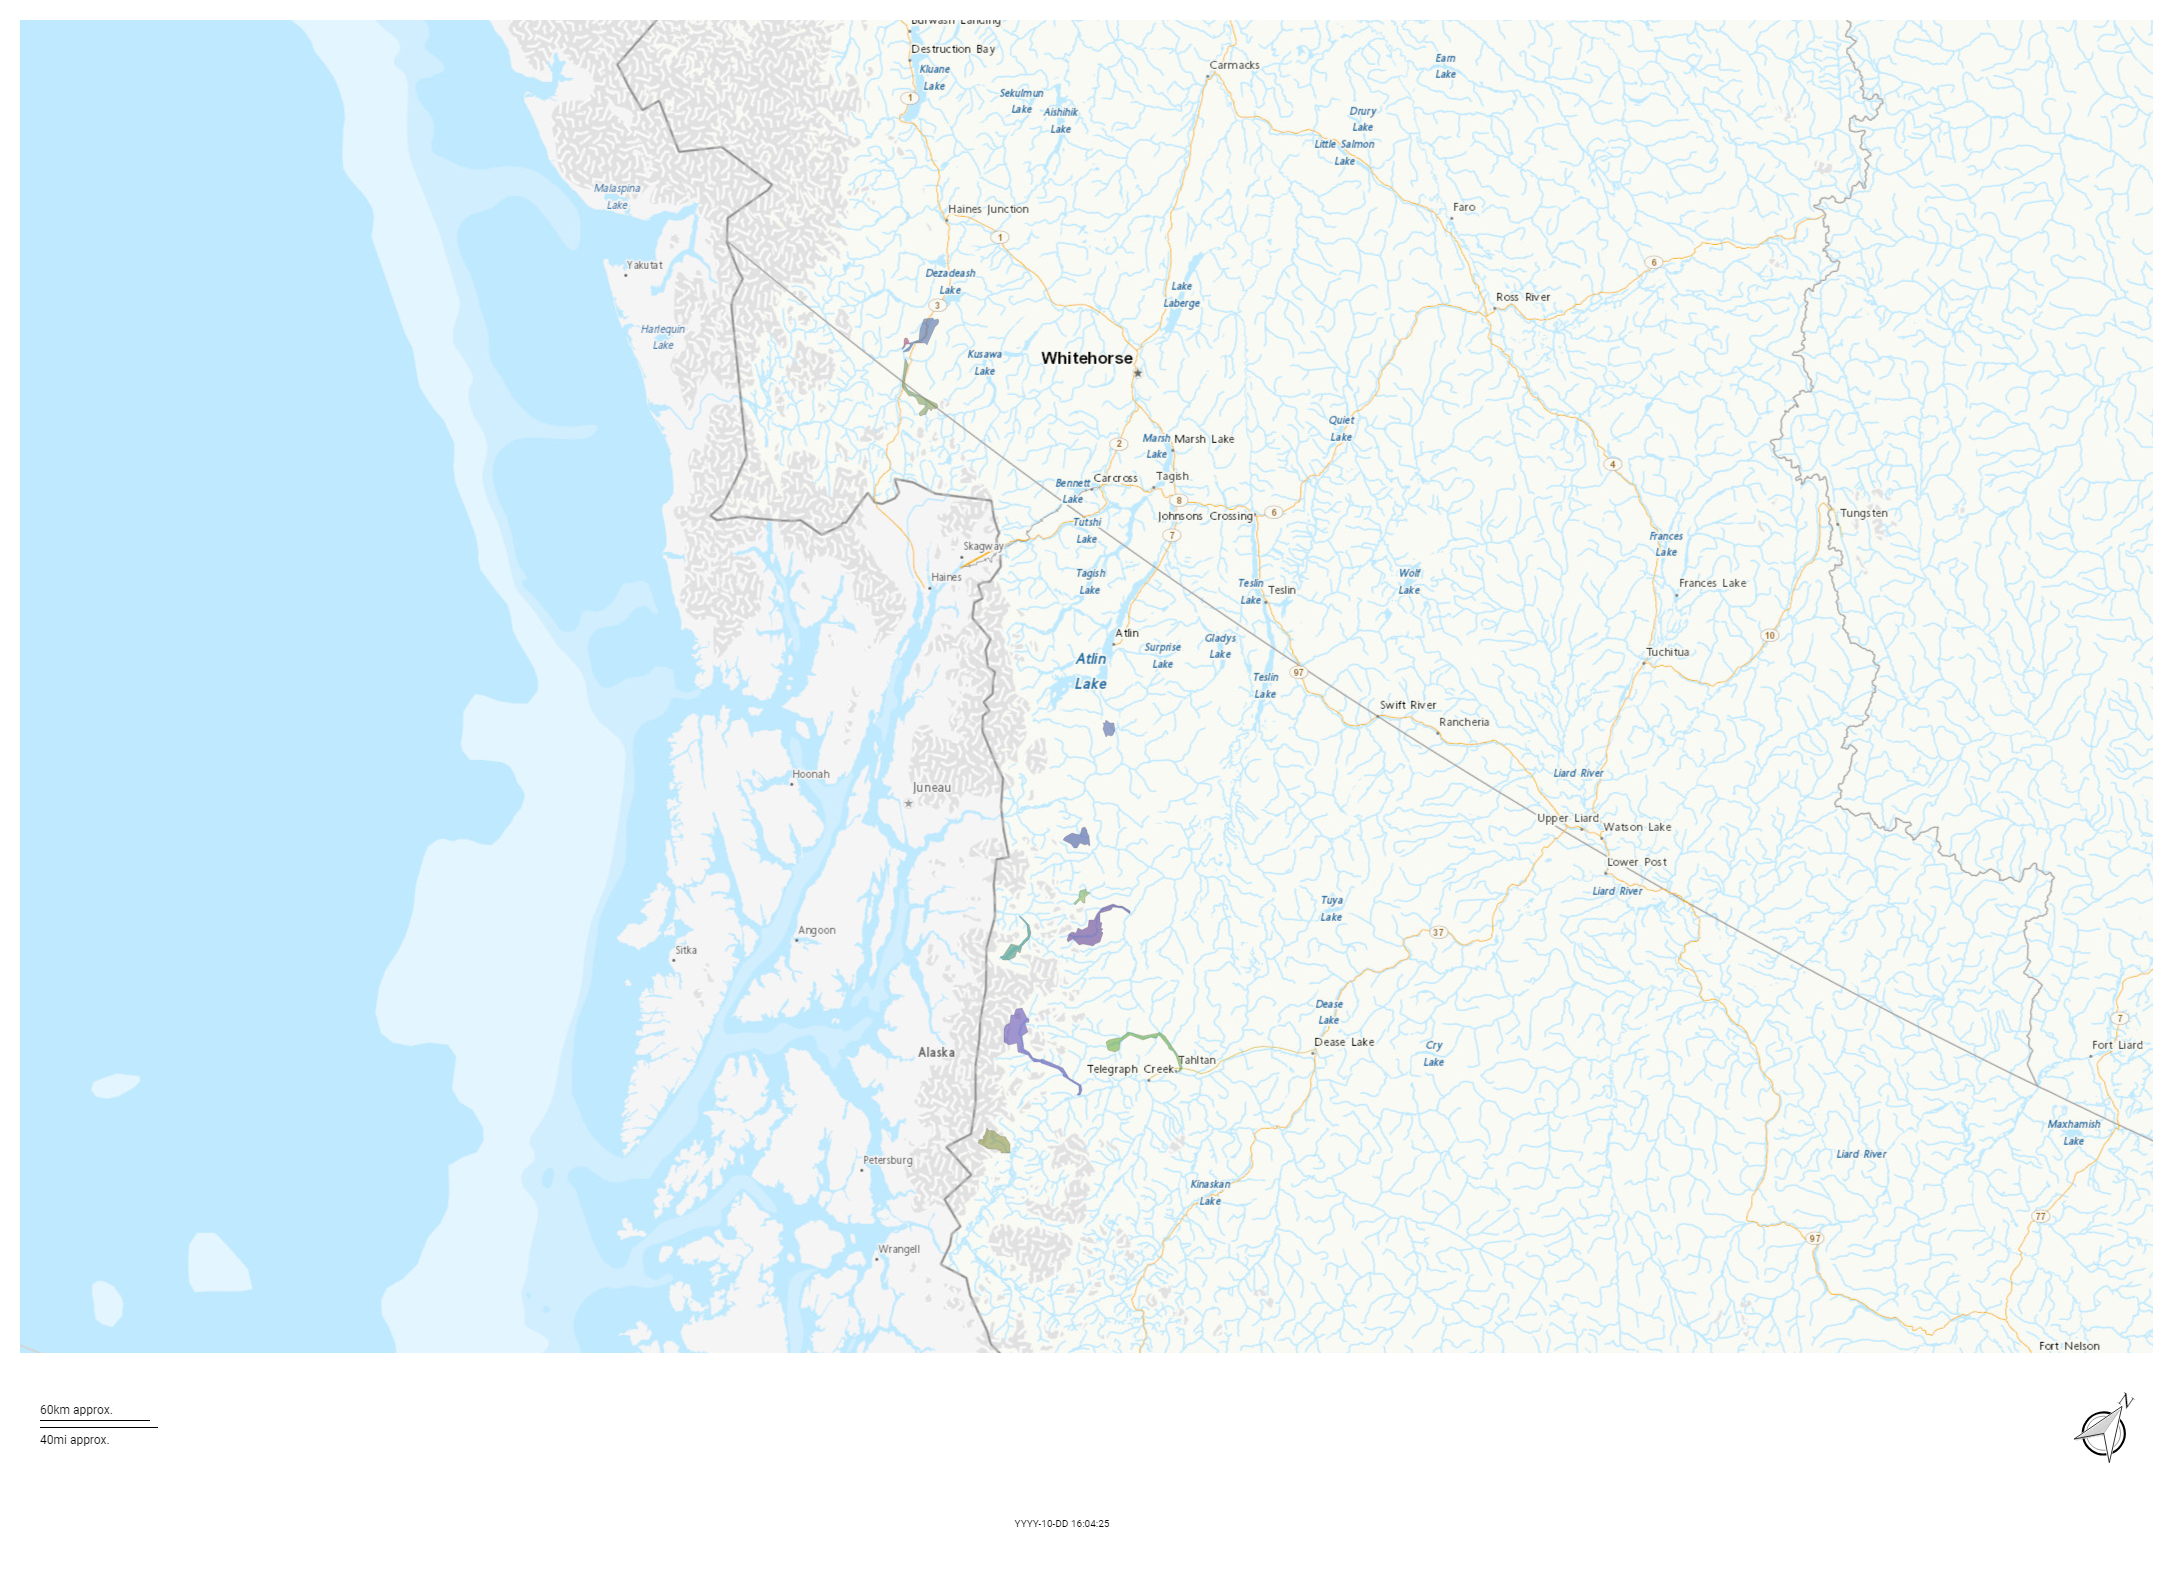 Burwash Landing
Destruction Bay
Kluane
Lake
1
Sekulmun
Lake
Aishihik
Lake
Carmacks
Earn
Lake
Drury
Lake
Little Salmon
Lake
Malaspina
Lake
Haines Junction
1
Faro
6
Yakutat
Dezadeash
Lake
3
Lake
Laberge
Ross River
Harlequin
Lake
Kusawa
Lake
Whitehorse
Quiet
Lake
2
Marsh
Lake
Marsh Lake
4
Bennett
Lake
Carcross
Tagish
8
Johnsons Crossing
6
Tungsten
Tutshi
Lake
7
Frances
Lake
Skagway
Haines
Tagish
Lake
Teslin
Lake
Teslin
Wolf
Lake
Frances Lake
Atlin
Surprise
Lake
Gladys
Lake
10
Tuchitua
Atlin
Lake
Teslin
Lake
97
Swift River
Rancheria
Hoonah
Juneau
Liard River
Upper Liard
Watson Lake
Lower Post
Liard River
Tuya
Lake
37
Angoon
Sitka
Dease
Lake
Dease Lake
Cry
Lake
7
Fort Liard
Alaska
Tahltan
Telegraph Creek
Maxhamish
Lake
Liard River
Petersburg
Kinaskan
Lake
77
97
Wrangell
Fort Nelson
60km approx.
40mi approx.
N
YYYY-10-DD 16:04:25